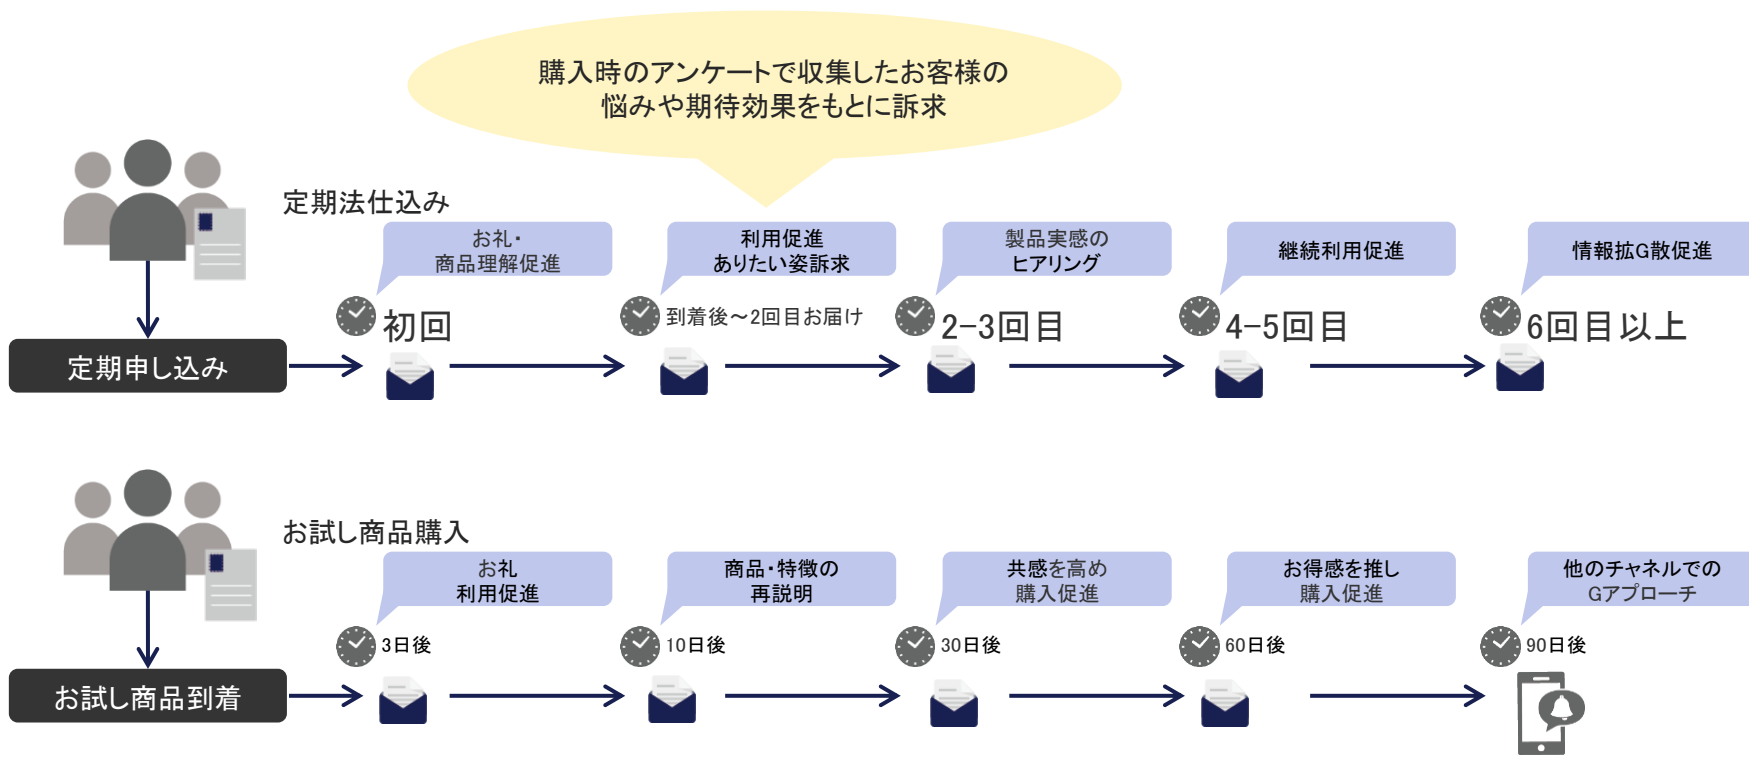 購入時のアンケートで収集したお客様の
悩みや期待効果をもとに訴求
定期法仕込み
お礼・
商品理解促進
利用促進
ありたい姿訴求
製品実感の
ヒアリング
継続利用促進
情報拡G散促進
初回
到着後～2回目お届け
2-3回目
4-5回目
6回目以上
定期申し込み
お試し商品購入
お礼
利用促進
商品・特徴の
再説明
共感を高め
購入促進
お得感を推し
購入促進
他のチャネルでの
Gアプローチ
3日後
10日後
30日後
60日後
90日後
お試し商品到着